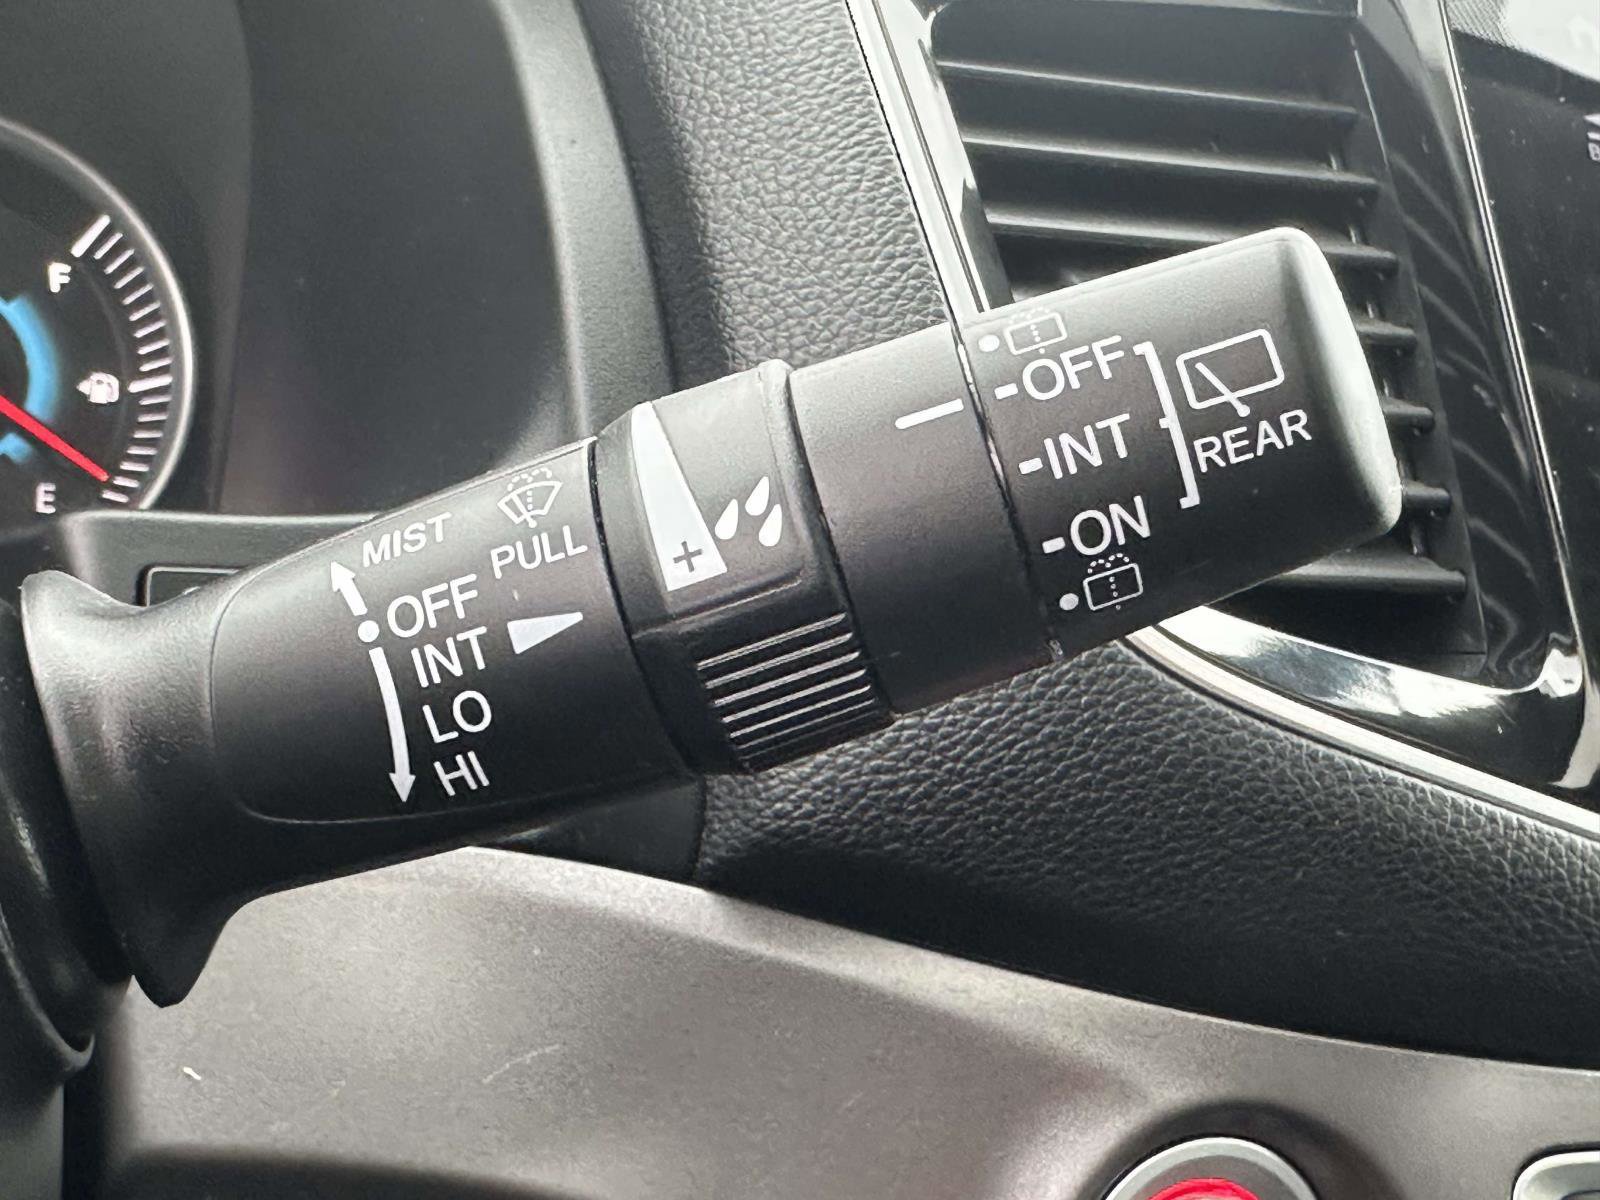 F
E
MIST
PULL
OFF
INT
LO
HI
+
OFF
INT
ON
REAR
B